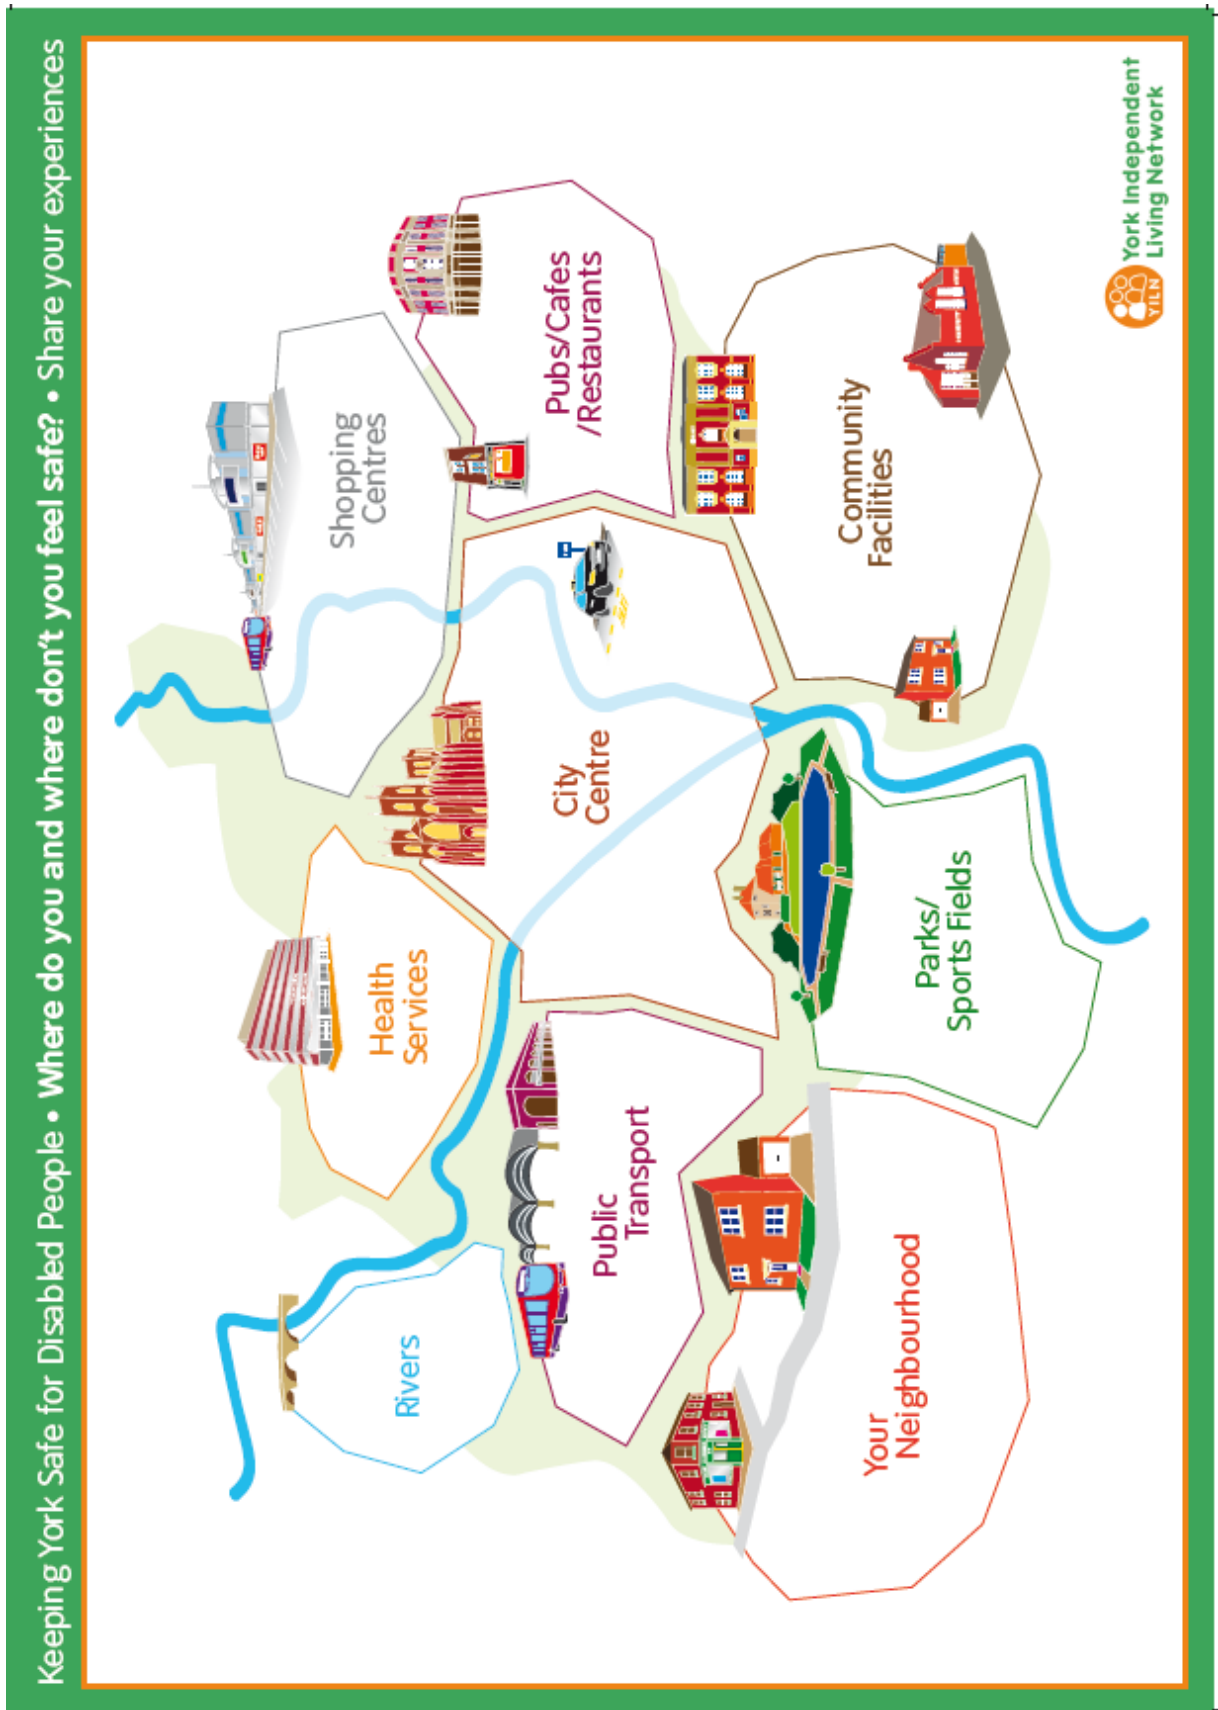 Keeping York Safe for Disabled People • Where do you and where don't you feel safe? • Share your experiences
Rivers
Health
Services
Shopping
Centres
Public
Transport
City
Centre
Pubs/Cafes
/Restaurants
Your
Neighbourhood
Parks/
Sports Fields
Community
Facilities
YILN
York Independent
Living Network